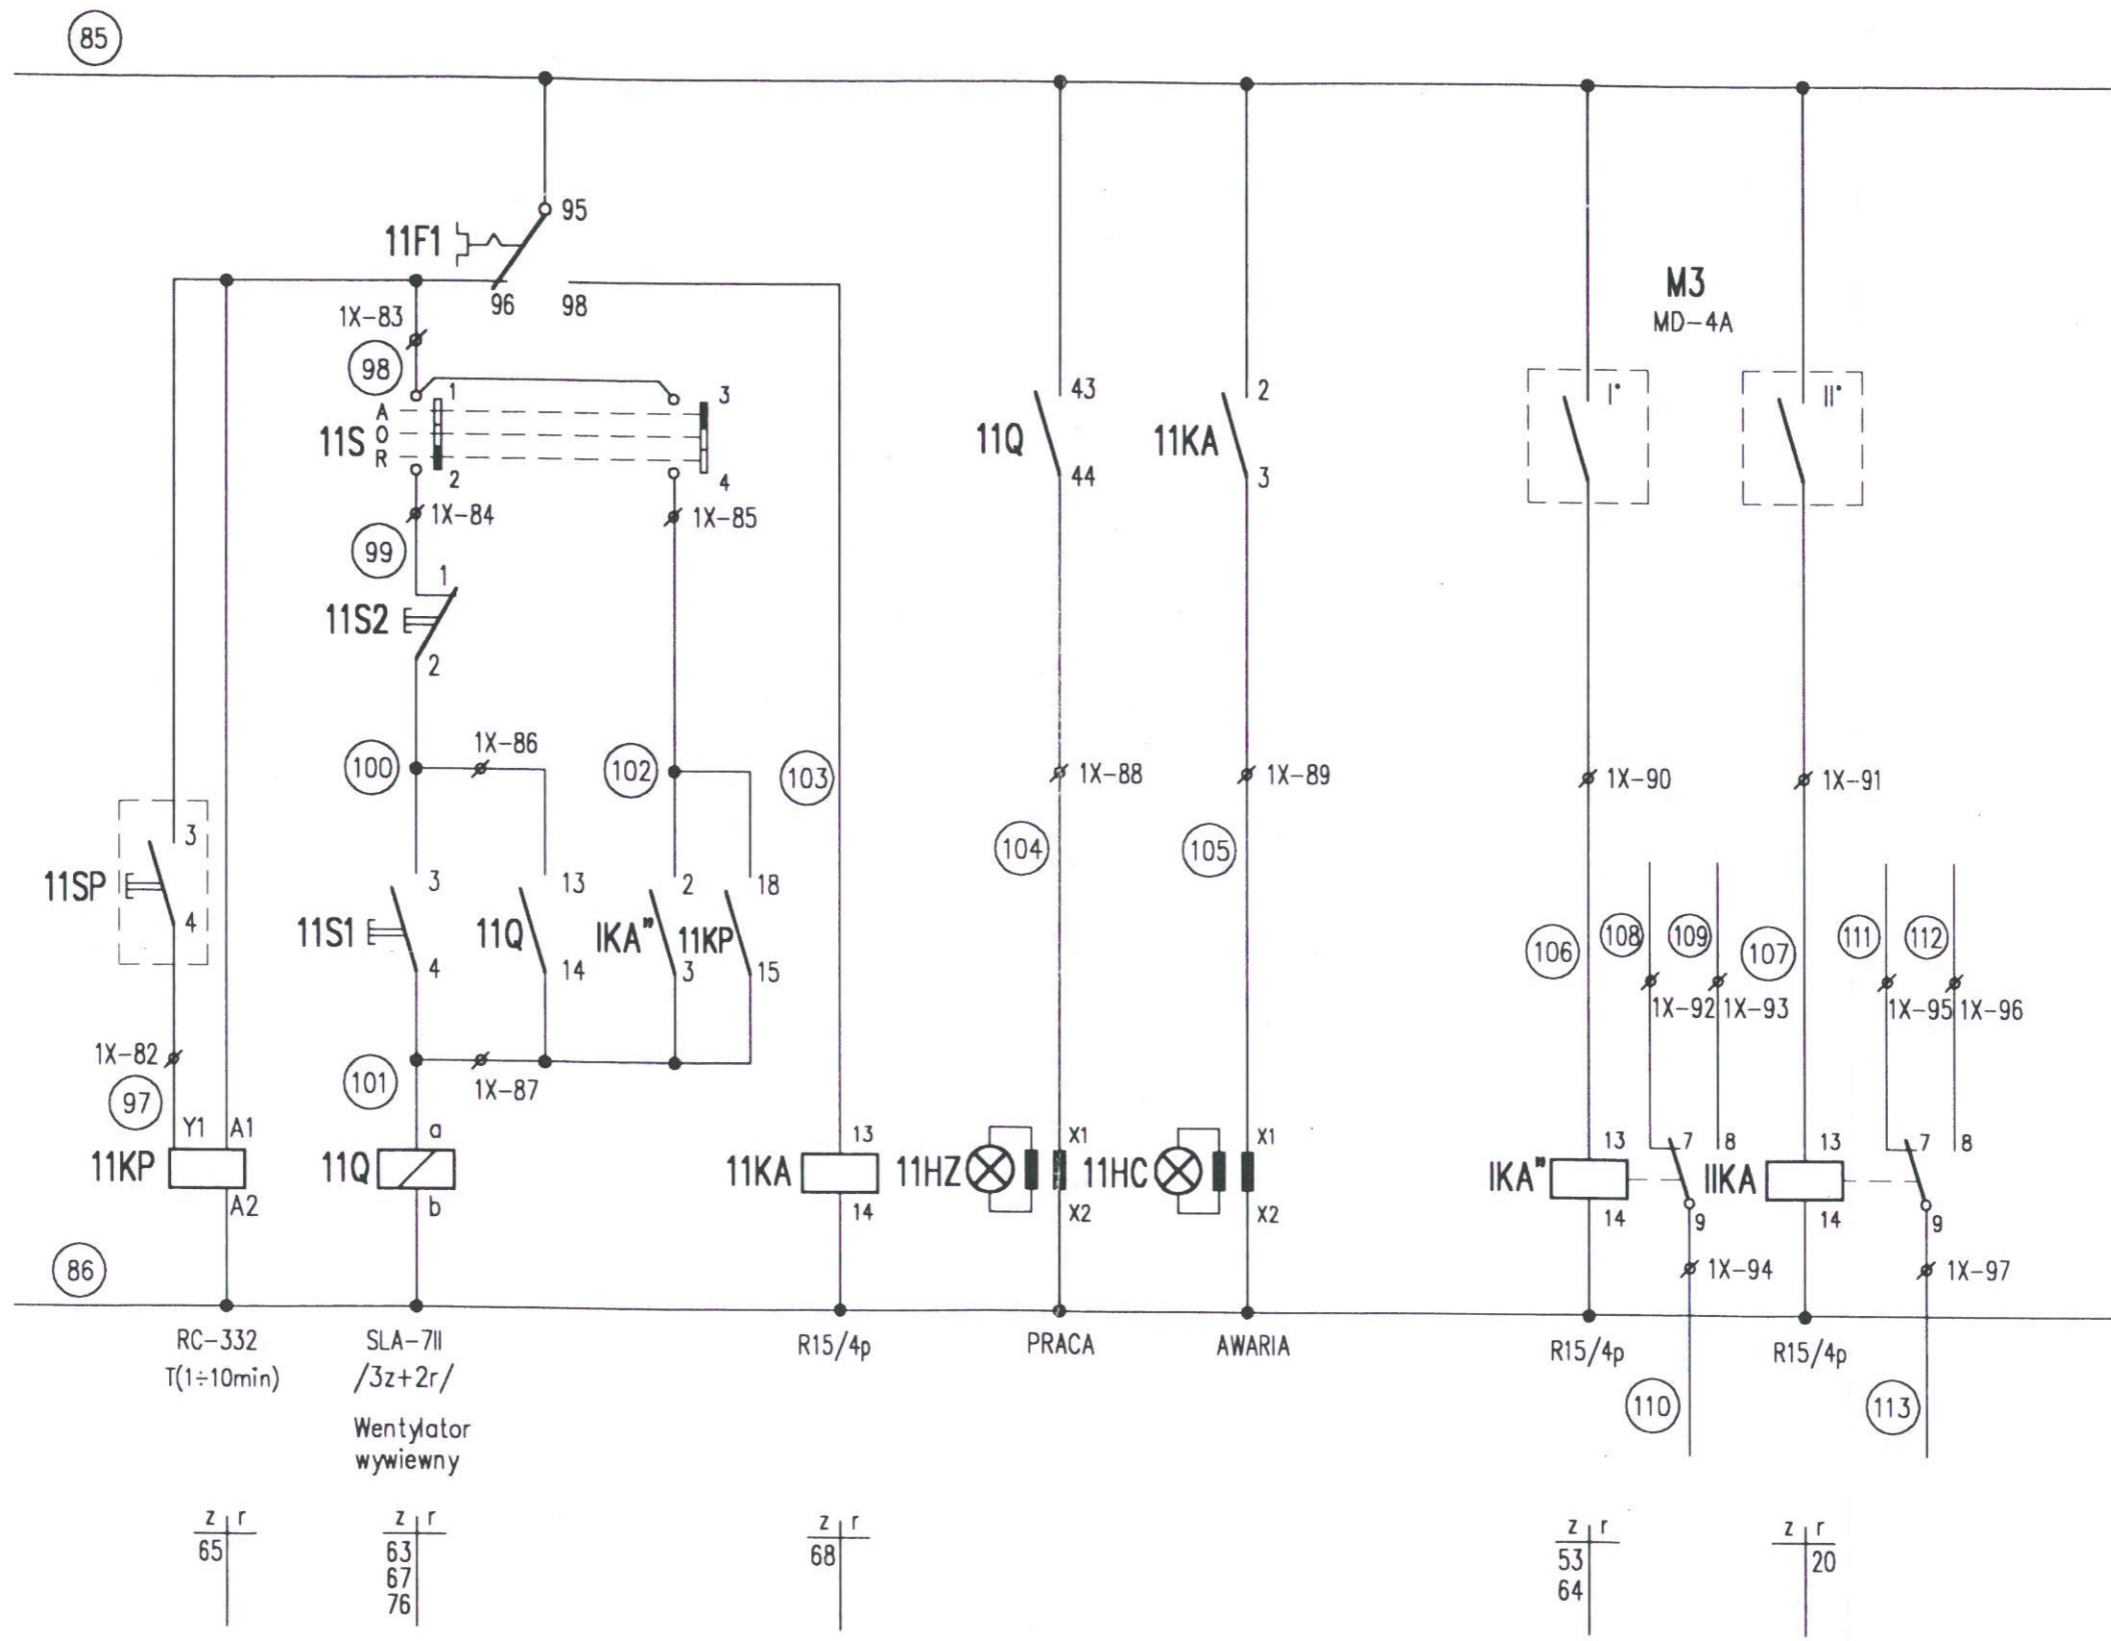 85
95
11F1
96
98
1X-83
98
M3
MD-4A
A
O
R
11S
1
2
3
4
1X-84
1X-85
99
11S2
1
2
11Q
43
44
11KA
2
3
I°
II°
100
1X-86
102
103
1X-88
1X-89
1X-90
1X-91
104
105
11SP
3
4
11S1
3
4
11Q
13
14
IKA"
2
3
11KP
18
15
106
108
109
107
111
112
1X-92
1X-93
1X-95
1X-96
1X-82
97
101
1X-87
11KP
Y1
A1
A2
11Q
a
b
11KA
13
14
11HZ
X1
X2
11HC
X1
X2
IKA"
13
14
7
8
9
IIKA
13
14
7
8
9
1X-94
1X-97
86
RC-332
T(1÷10min)
SLA-7II
/3z+2r/
Wentylator
wywiewny
R15/4p
PRACA
AWARIA
R15/4p
R15/4p
110
113
z r
65
z r
63
67
76
z r
68
z r
53
64
z r
20